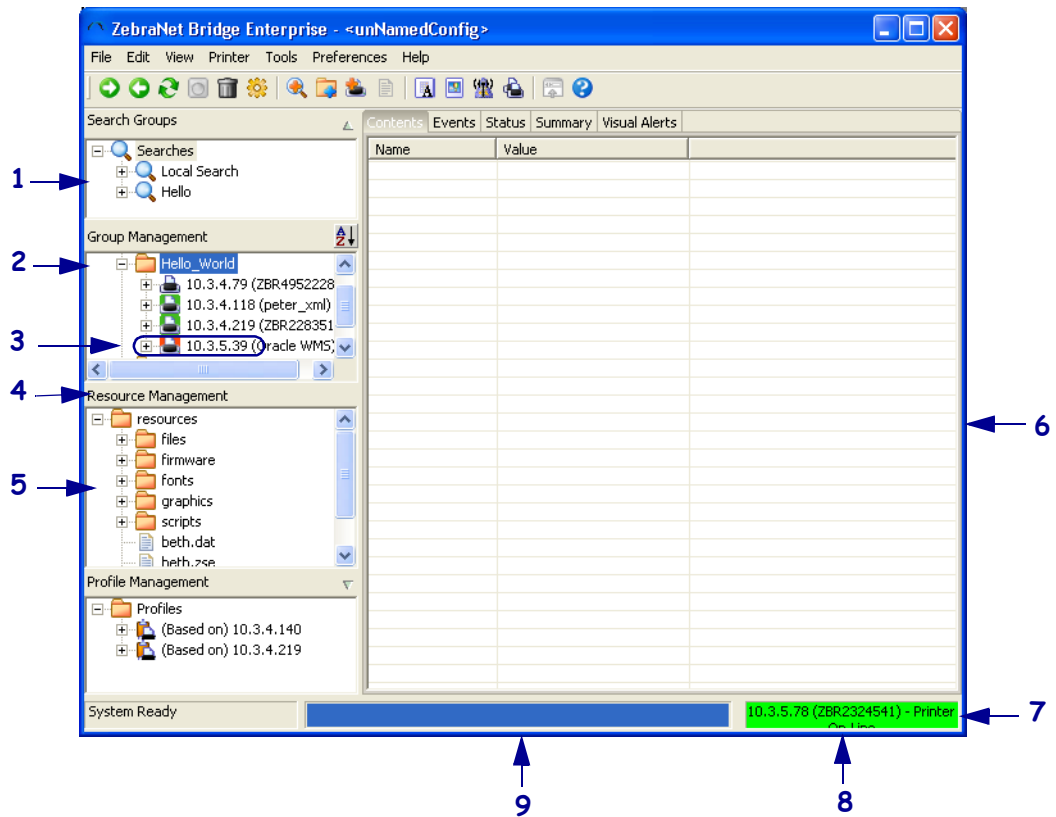 ZebraNet Bridge Enterprise - <unNamedConfig>
File Edit View Printer Tools Preferences Help
Search Groups
Contents Events Status Summary Visual Alerts
Name Value
Searches
Local Search
Hello
1
Group Management
A
Z
2
Hello_World
10.3.4.79 (ZBR4952228
10.3.4.118 (peter_xml)
10.3.4.219 (ZBR228351
3
10.3.5.39 (Oracle WMS)
4
Resource Management
resources
files
firmware
5
fonts
graphics
scripts
beth.dat
beth.zse
6
Profile Management
Profiles
(Based on) 10.3.4.140
(Based on) 10.3.4.219
System Ready
10.3.5.78 (ZBR2324541) - Printer
On Line
7
8
9